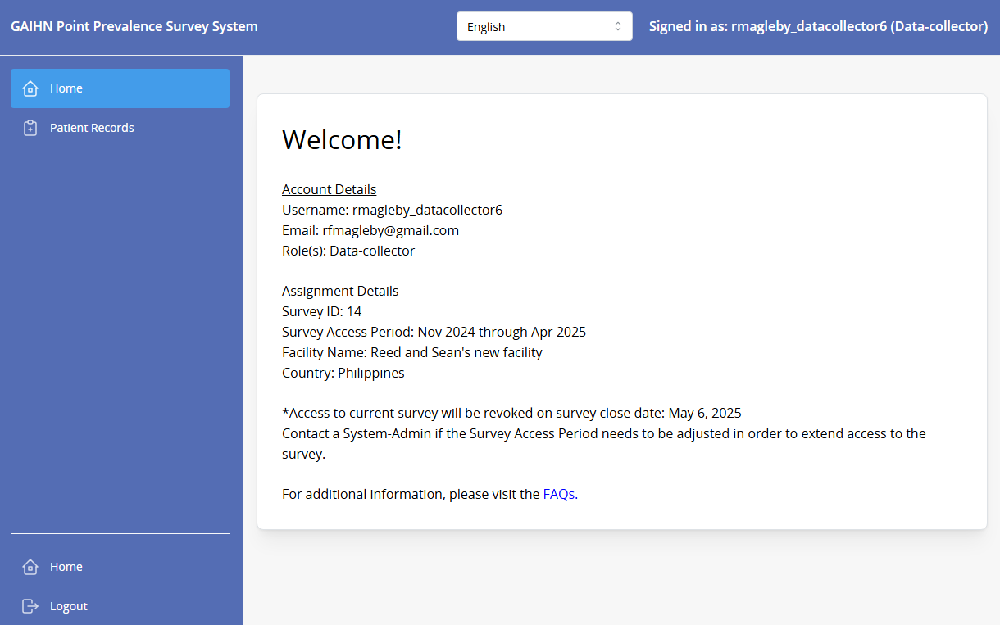 GAIHN Point Prevalence Survey System
English
Signed in as: rmagleby_datacollector6 (Data-collector)
Home
Patient Records
Welcome!
Account Details
Username: rmagleby_datacollector6
Email: rfmagleby@gmail.com
Role(s): Data-collector
Assignment Details
Survey ID: 14
Survey Access Period: Nov 2024 through Apr 2025
Facility Name: Reed and Sean's new facility
Country: Philippines
*Access to current survey will be revoked on survey close date: May 6, 2025
Contact a System-Admin if the Survey Access Period needs to be adjusted in order to extend access to the
survey.
For additional information, please visit the FAQs.
Home
Logout